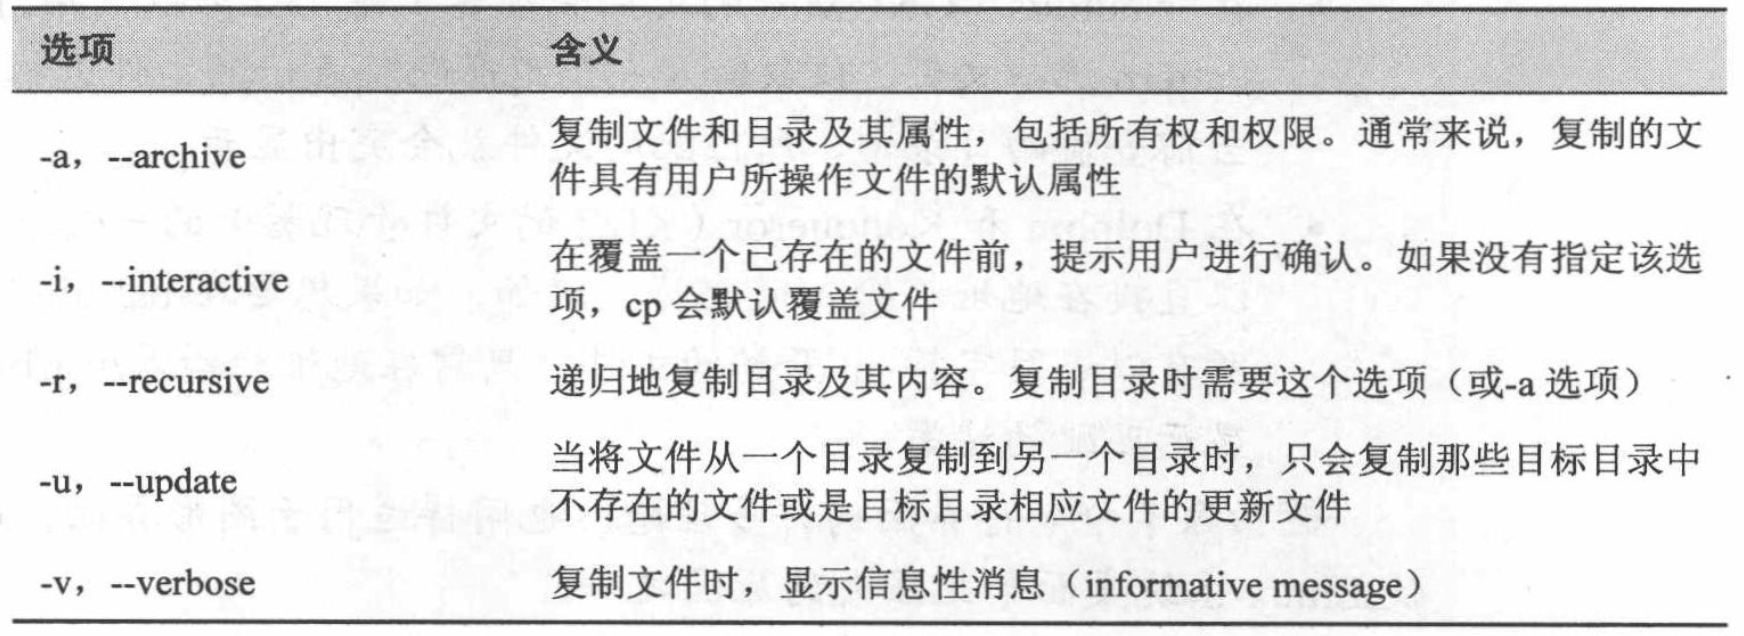 选项 含义
-a，--archive 复制文件和目录及其属性，包括所有权和权限。通常来说，复制的文
件具有用户所操作文件的默认属性
-i，--interactive 在覆盖一个已存在的文件前，提示用户进行确认。如果没有指定该选
项，cp 会默认覆盖文件
-r，--recursive 递归地复制目录及其内容。复制目录时需要这个选项（或-a 选项）
-u，--update 当将文件从一个目录复制到另一个目录时，只会复制那些目标目录中
不存在的文件或是目标目录相应文件的更新文件
-v，--verbose 复制文件时，显示信息性消息（informative message）